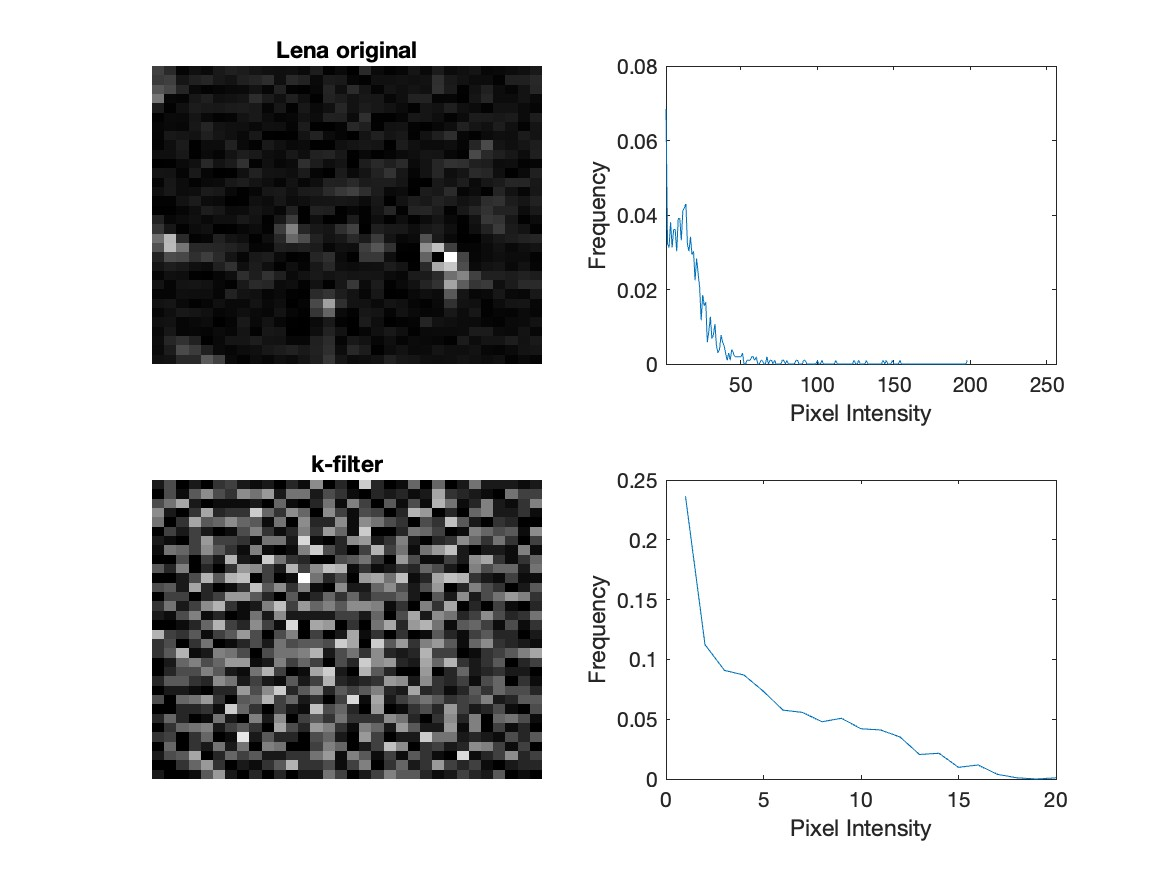 Lena original
0.08
0.06
0.04
0.02
0
Frequency
50 100 150 200 250
Pixel Intensity
k-filter
0.25
0.2
0.15
0.1
0.05
0
Frequency
0 5 10 15 20
Pixel Intensity